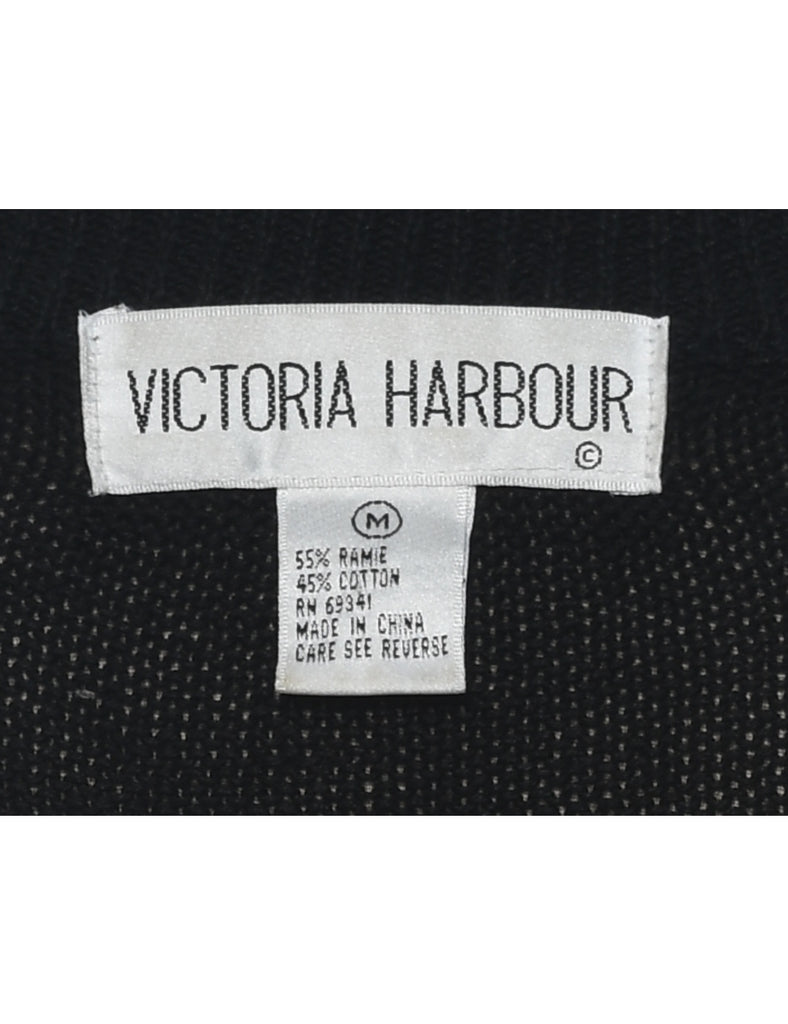 VICTORIA HARBOUR
©
M
55% RAMIE
45% COTTON
RN 69341
MADE IN CHINA
CARE SEE REVERSE